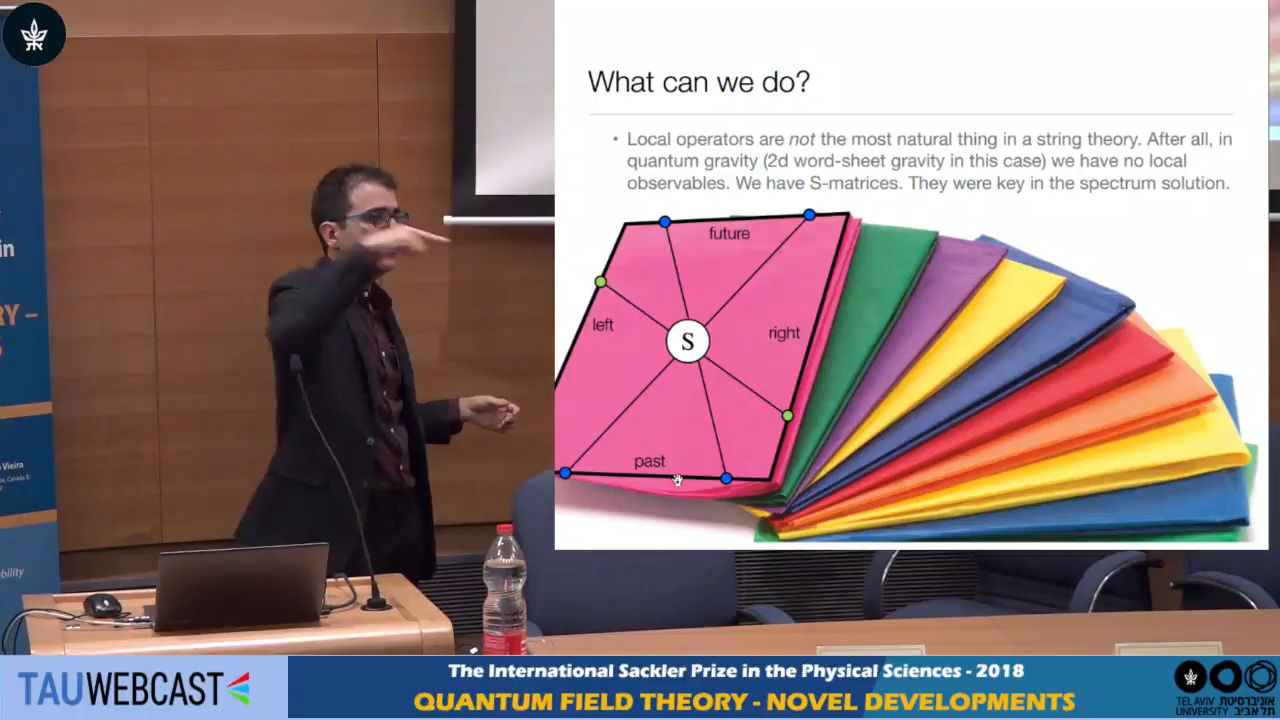 What can we do?
• Local operators are not the most natural thing in a string theory. After all, in
quantum gravity (2d word-sheet gravity in this case) we have no local
observables. We have S-matrices. They were key in the spectrum solution.
future
left
S
right
past
in
RY –
Vieira
, Canada &
bility
TAUWEBCAST
The International Sackler Prize in the Physical Sciences - 2018
QUANTUM FIELD THEORY - NOVEL DEVELOPMENTS
TEL AVIV אוניברסיטת
UNIVERSITY תל אביב